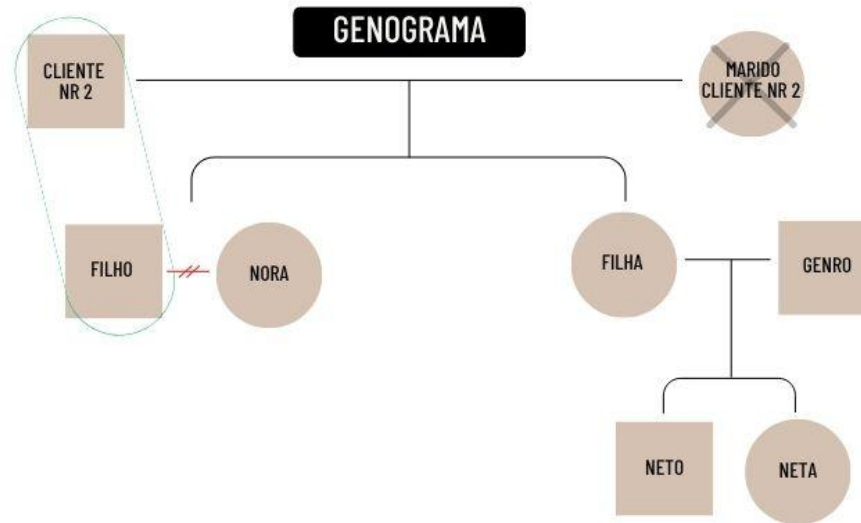 GENOGRAMA
CLIENTE
NR 2
MARIDO
CLIENTE NR 2
FILHO
NORA
FILHA
GENRO
NETO
NETA